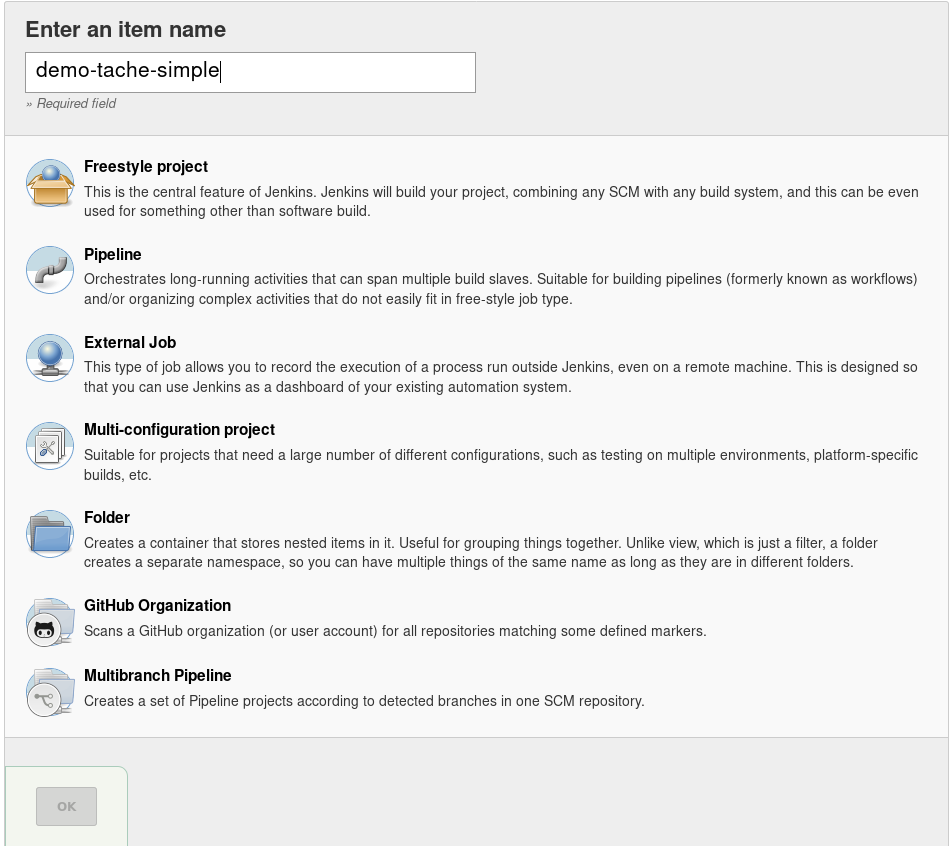 Enter an item name
demo-tache-simple
» Required field
Freestyle project
This is the central feature of Jenkins. Jenkins will build your project, combining any SCM with any build system, and this can be even
used for something other than software build.
Pipeline
Orchestrates long-running activities that can span multiple build slaves. Suitable for building pipelines (formerly known as workflows)
and/or organizing complex activities that do not easily fit in free-style job type.
External Job
This type of job allows you to record the execution of a process run outside Jenkins, even on a remote machine. This is designed so
that you can use Jenkins as a dashboard of your existing automation system.
Multi-configuration project
Suitable for projects that need a large number of different configurations, such as testing on multiple environments, platform-specific
builds, etc.
Folder
Creates a container that stores nested items in it. Useful for grouping things together. Unlike view, which is just a filter, a folder
creates a separate namespace, so you can have multiple things of the same name as long as they are in different folders.
GitHub Organization
Scans a GitHub organization (or user account) for all repositories matching some defined markers.
Multibranch Pipeline
Creates a set of Pipeline projects according to detected branches in one SCM repository.
OK